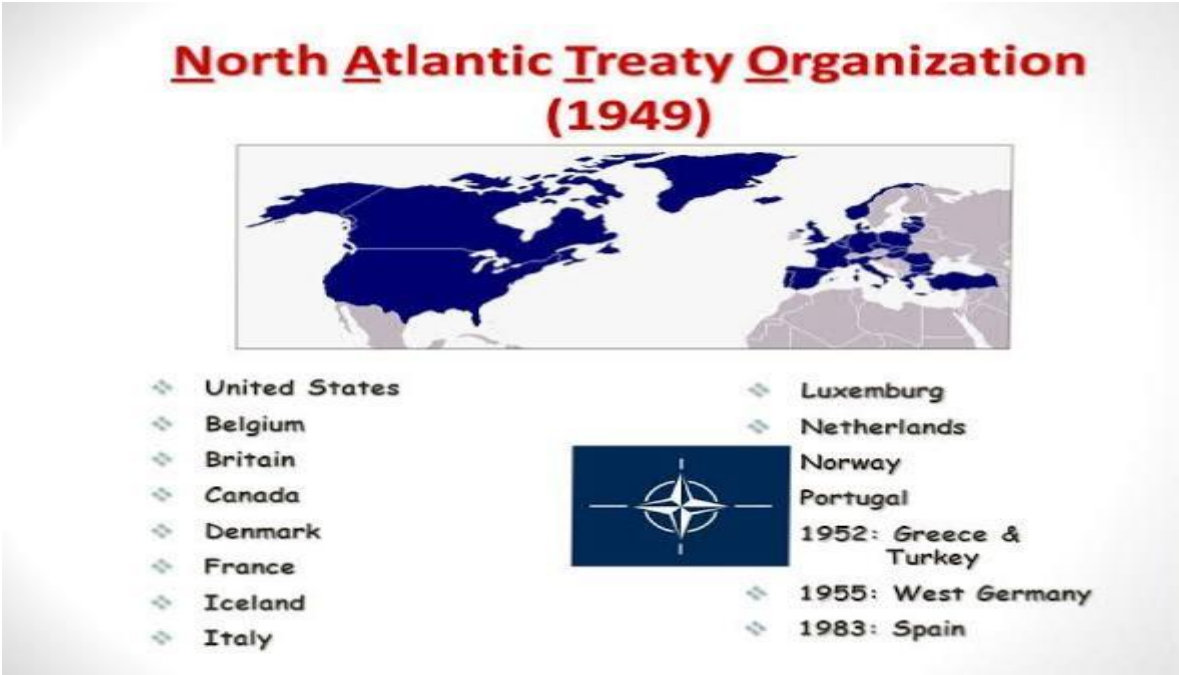 North Atlantic Treaty Organization
(1949)
United States
Belgium
Britain
Canada
Denmark
France
Iceland
Italy
Luxemburg
Netherlands
Norway
Portugal
1952: Greece &
Turkey
1955: West Germany
1983: Spain